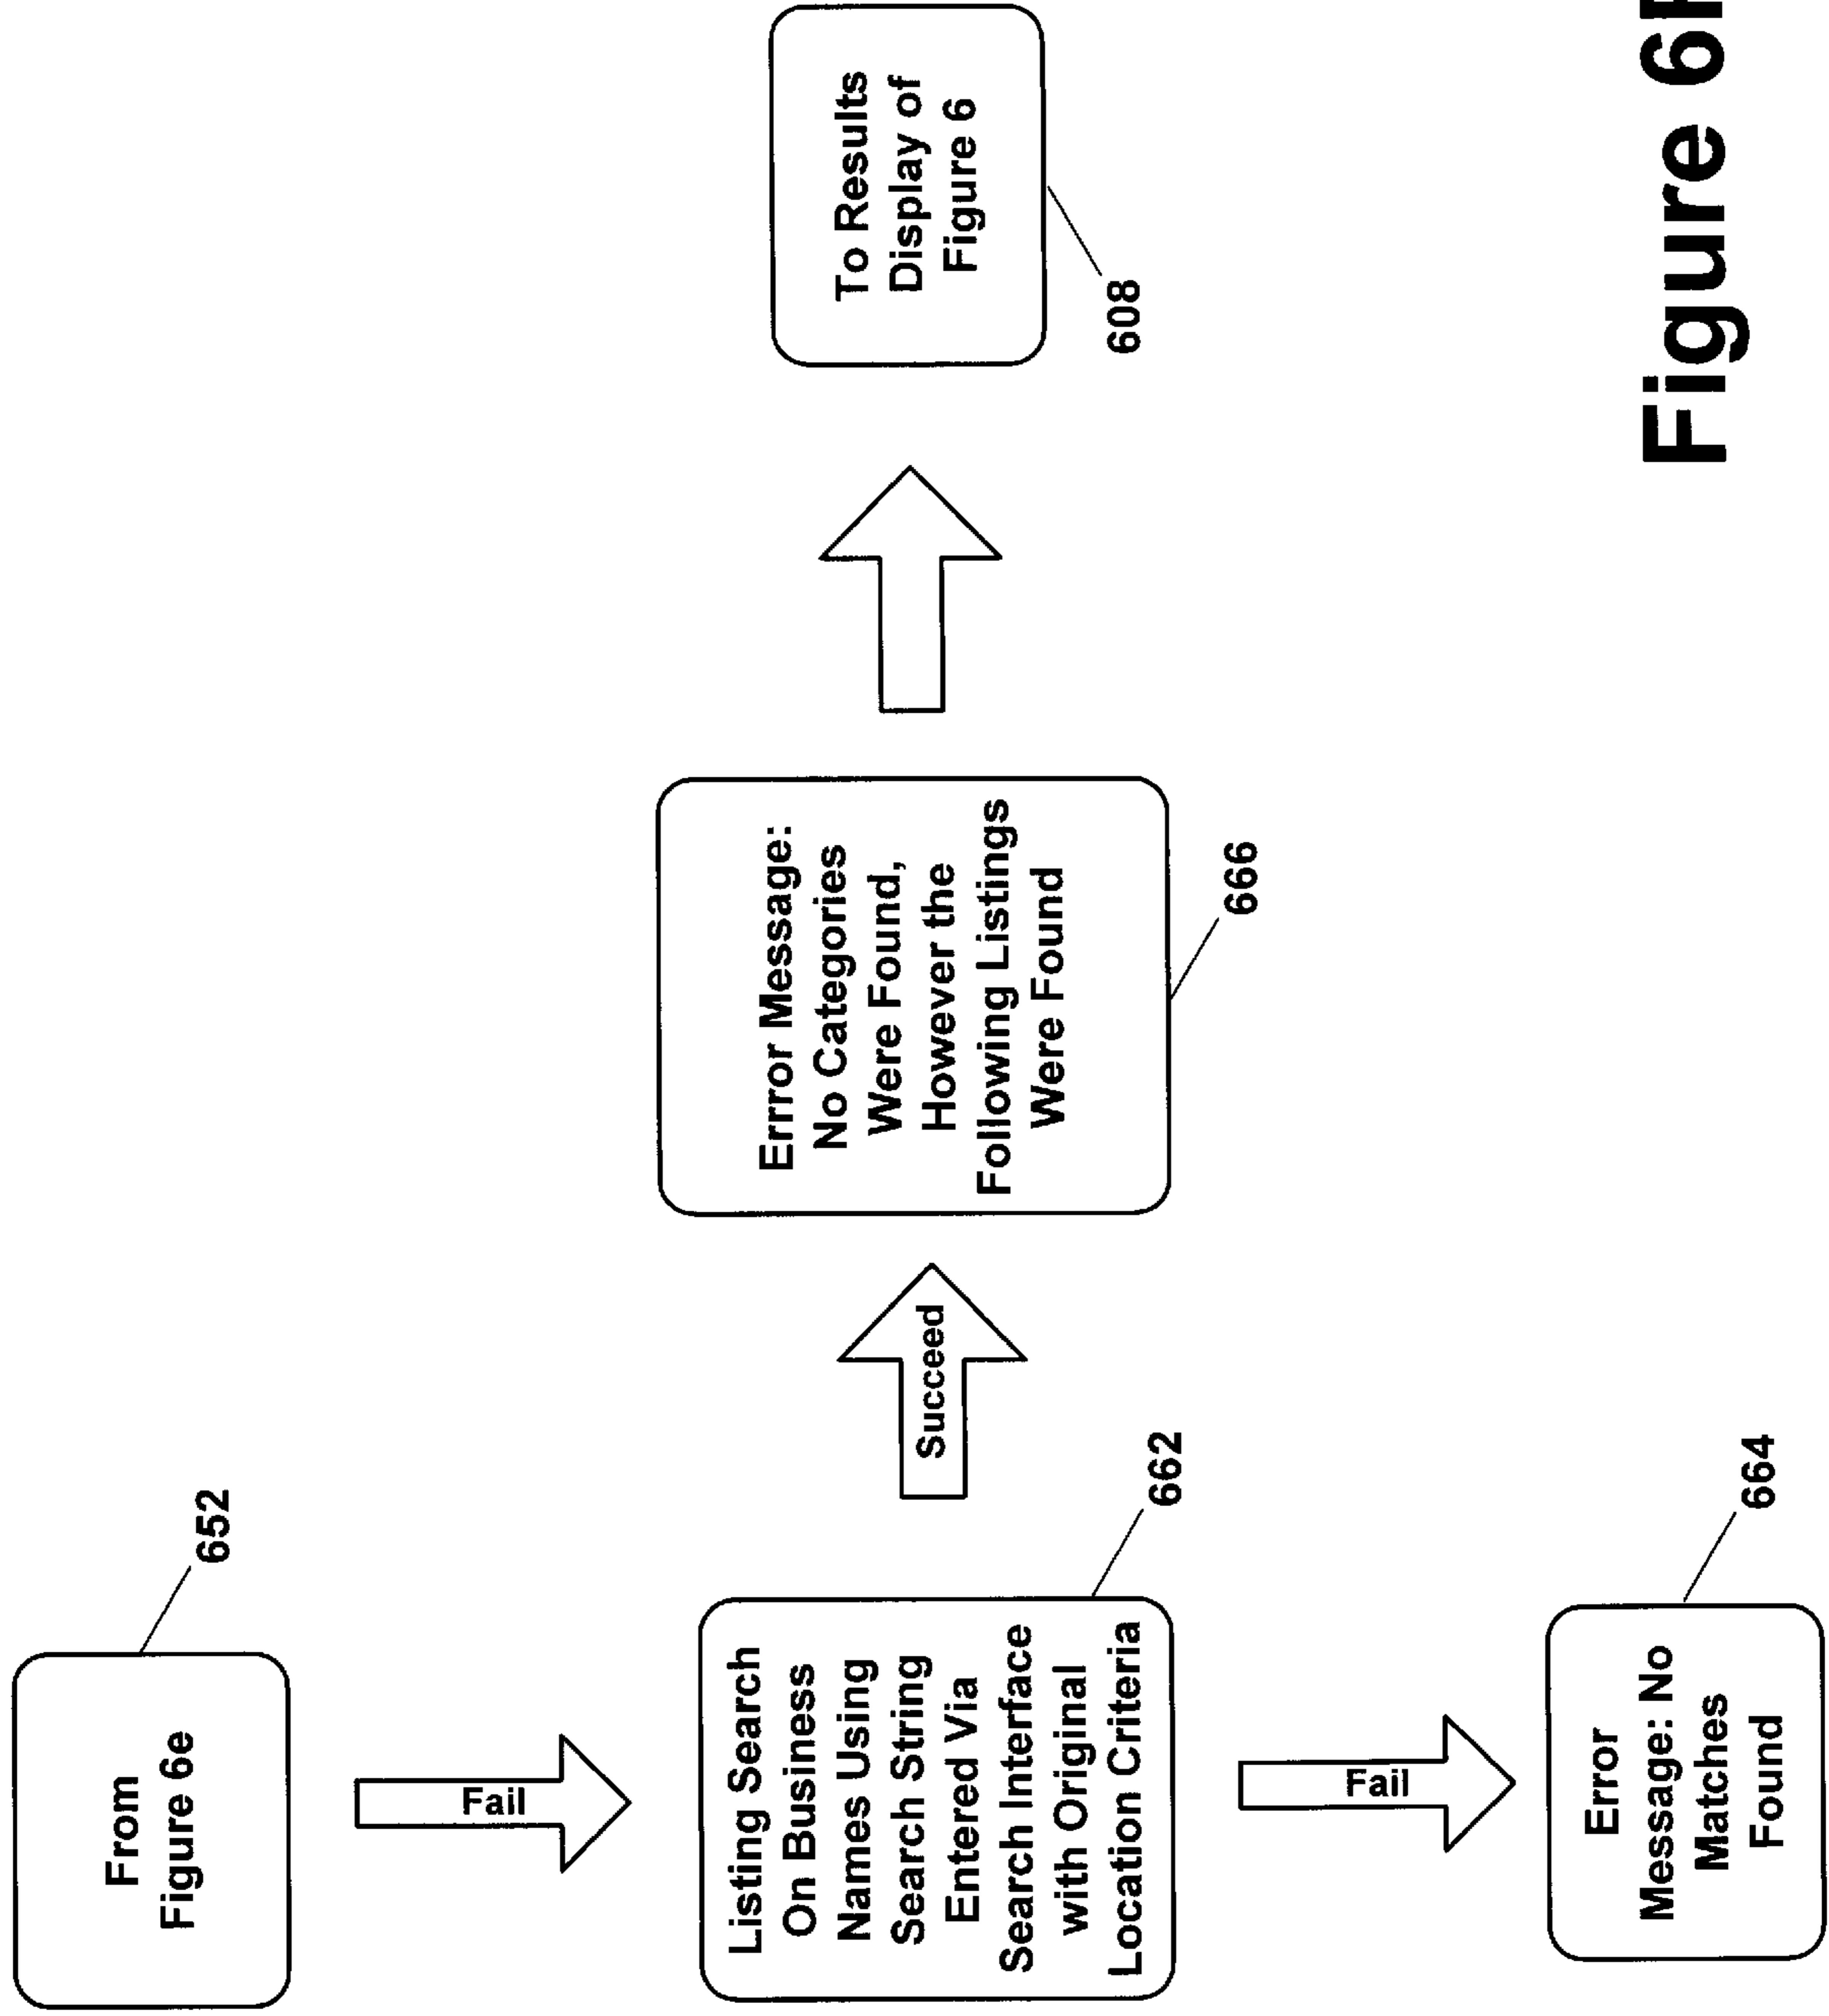 From
Figure 6e
652
Fail
Listing Search
On Business
Names Using
Search String
Entered Via
Search Interface
with Original
Location Criteria
662
Succeed
Error Message:
No Categories
Were Found,
However the
Following Listings
Were Found
666
To Results
Display of
Figure 6
608
Fail
Error
Message: No
Matches
Found
664
Figure 6